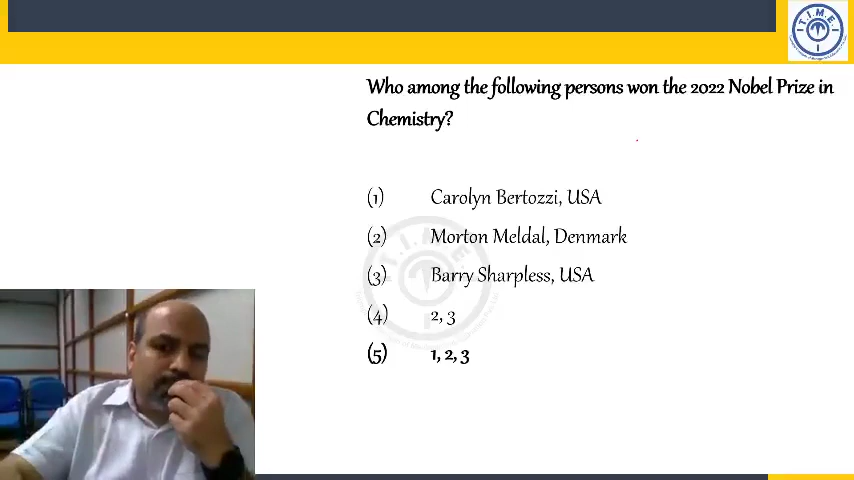 T.I.M.E.
Who among the following persons won the 2022 Nobel Prize in
Chemistry?
(1) Carolyn Bertozzi, USA
(2) Morton Meldal, Denmark
(3) Barry Sharpless, USA
(4) 2, 3
(5) 1, 2, 3
T.I.M.E.